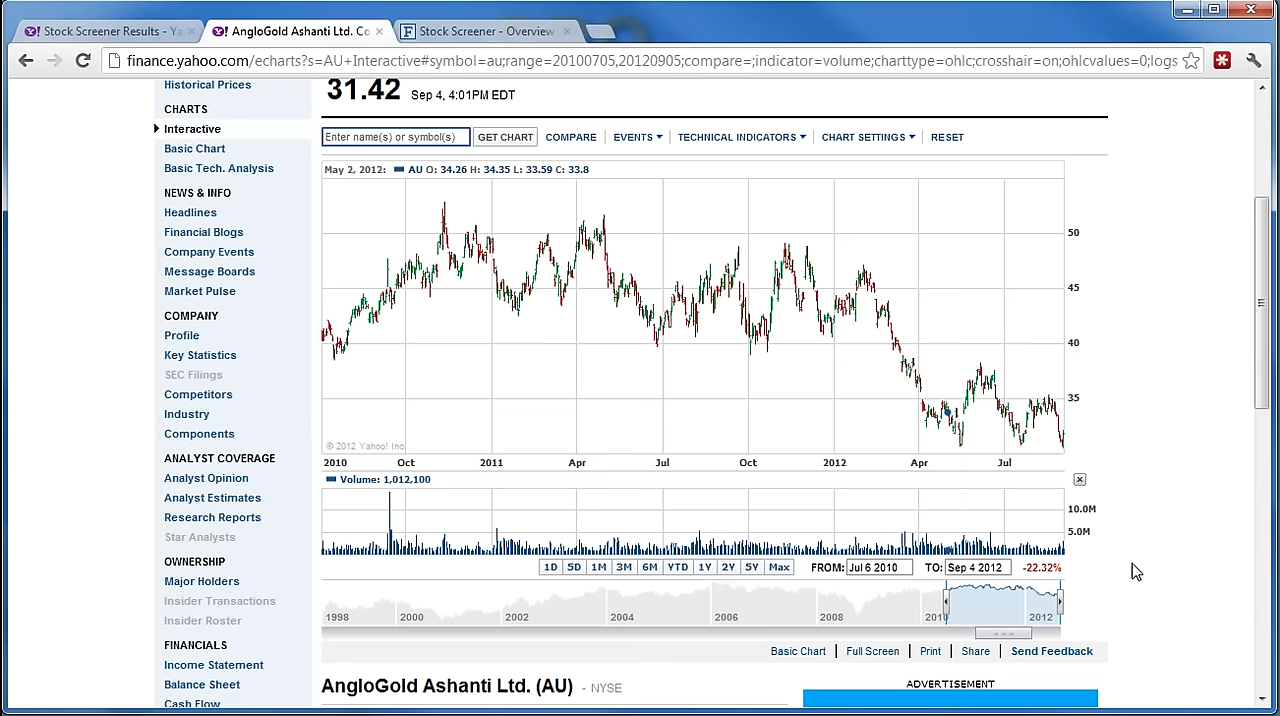 Stock Screener Results - Ya
AngloGold Ashanti Ltd. Co
Stock Screener - Overview
finance.yahoo.com/echarts?s=AU+Interactive#symbol=au;range=20100705,20120905;compare=;indicator=volume;charttype=ohlc;crosshair=on;ohlcvalues=0;logs
Historical Prices
CHARTS
Interactive
Basic Chart
Basic Tech. Analysis
NEWS & INFO
Headlines
Financial Blogs
Company Events
Message Boards
Market Pulse
COMPANY
Profile
Key Statistics
SEC Filings
Competitors
Industry
Components
ANALYST COVERAGE
Analyst Opinion
Analyst Estimates
Research Reports
Star Analysts
OWNERSHIP
Major Holders
Insider Transactions
Insider Roster
FINANCIALS
Income Statement
Balance Sheet
Cash Flow
31.42 Sep 4, 4:01PM EDT
Enter name(s) or symbol(s) GET CHART COMPARE EVENTS TECHNICAL INDICATORS CHART SETTINGS RESET
May 2, 2012: AU O: 34.26 H: 34.35 L: 33.59 C: 33.8
50
45
40
35
© 2012 Yahoo! Inc
2010 Oct 2011 Apr Jul Oct 2012 Apr Jul
Volume: 1,012,100
10.0M
5.0M
1D 5D 1M 3M 6M YTD 1Y 2Y 5Y Max FROM: Jul 6 2010 TO: Sep 4 2012 -22.32%
1998 2000 2002 2004 2006 2008 2010 2012
Basic Chart Full Screen Print Share Send Feedback
AngloGold Ashanti Ltd. (AU) - NYSE
ADVERTISEMENT